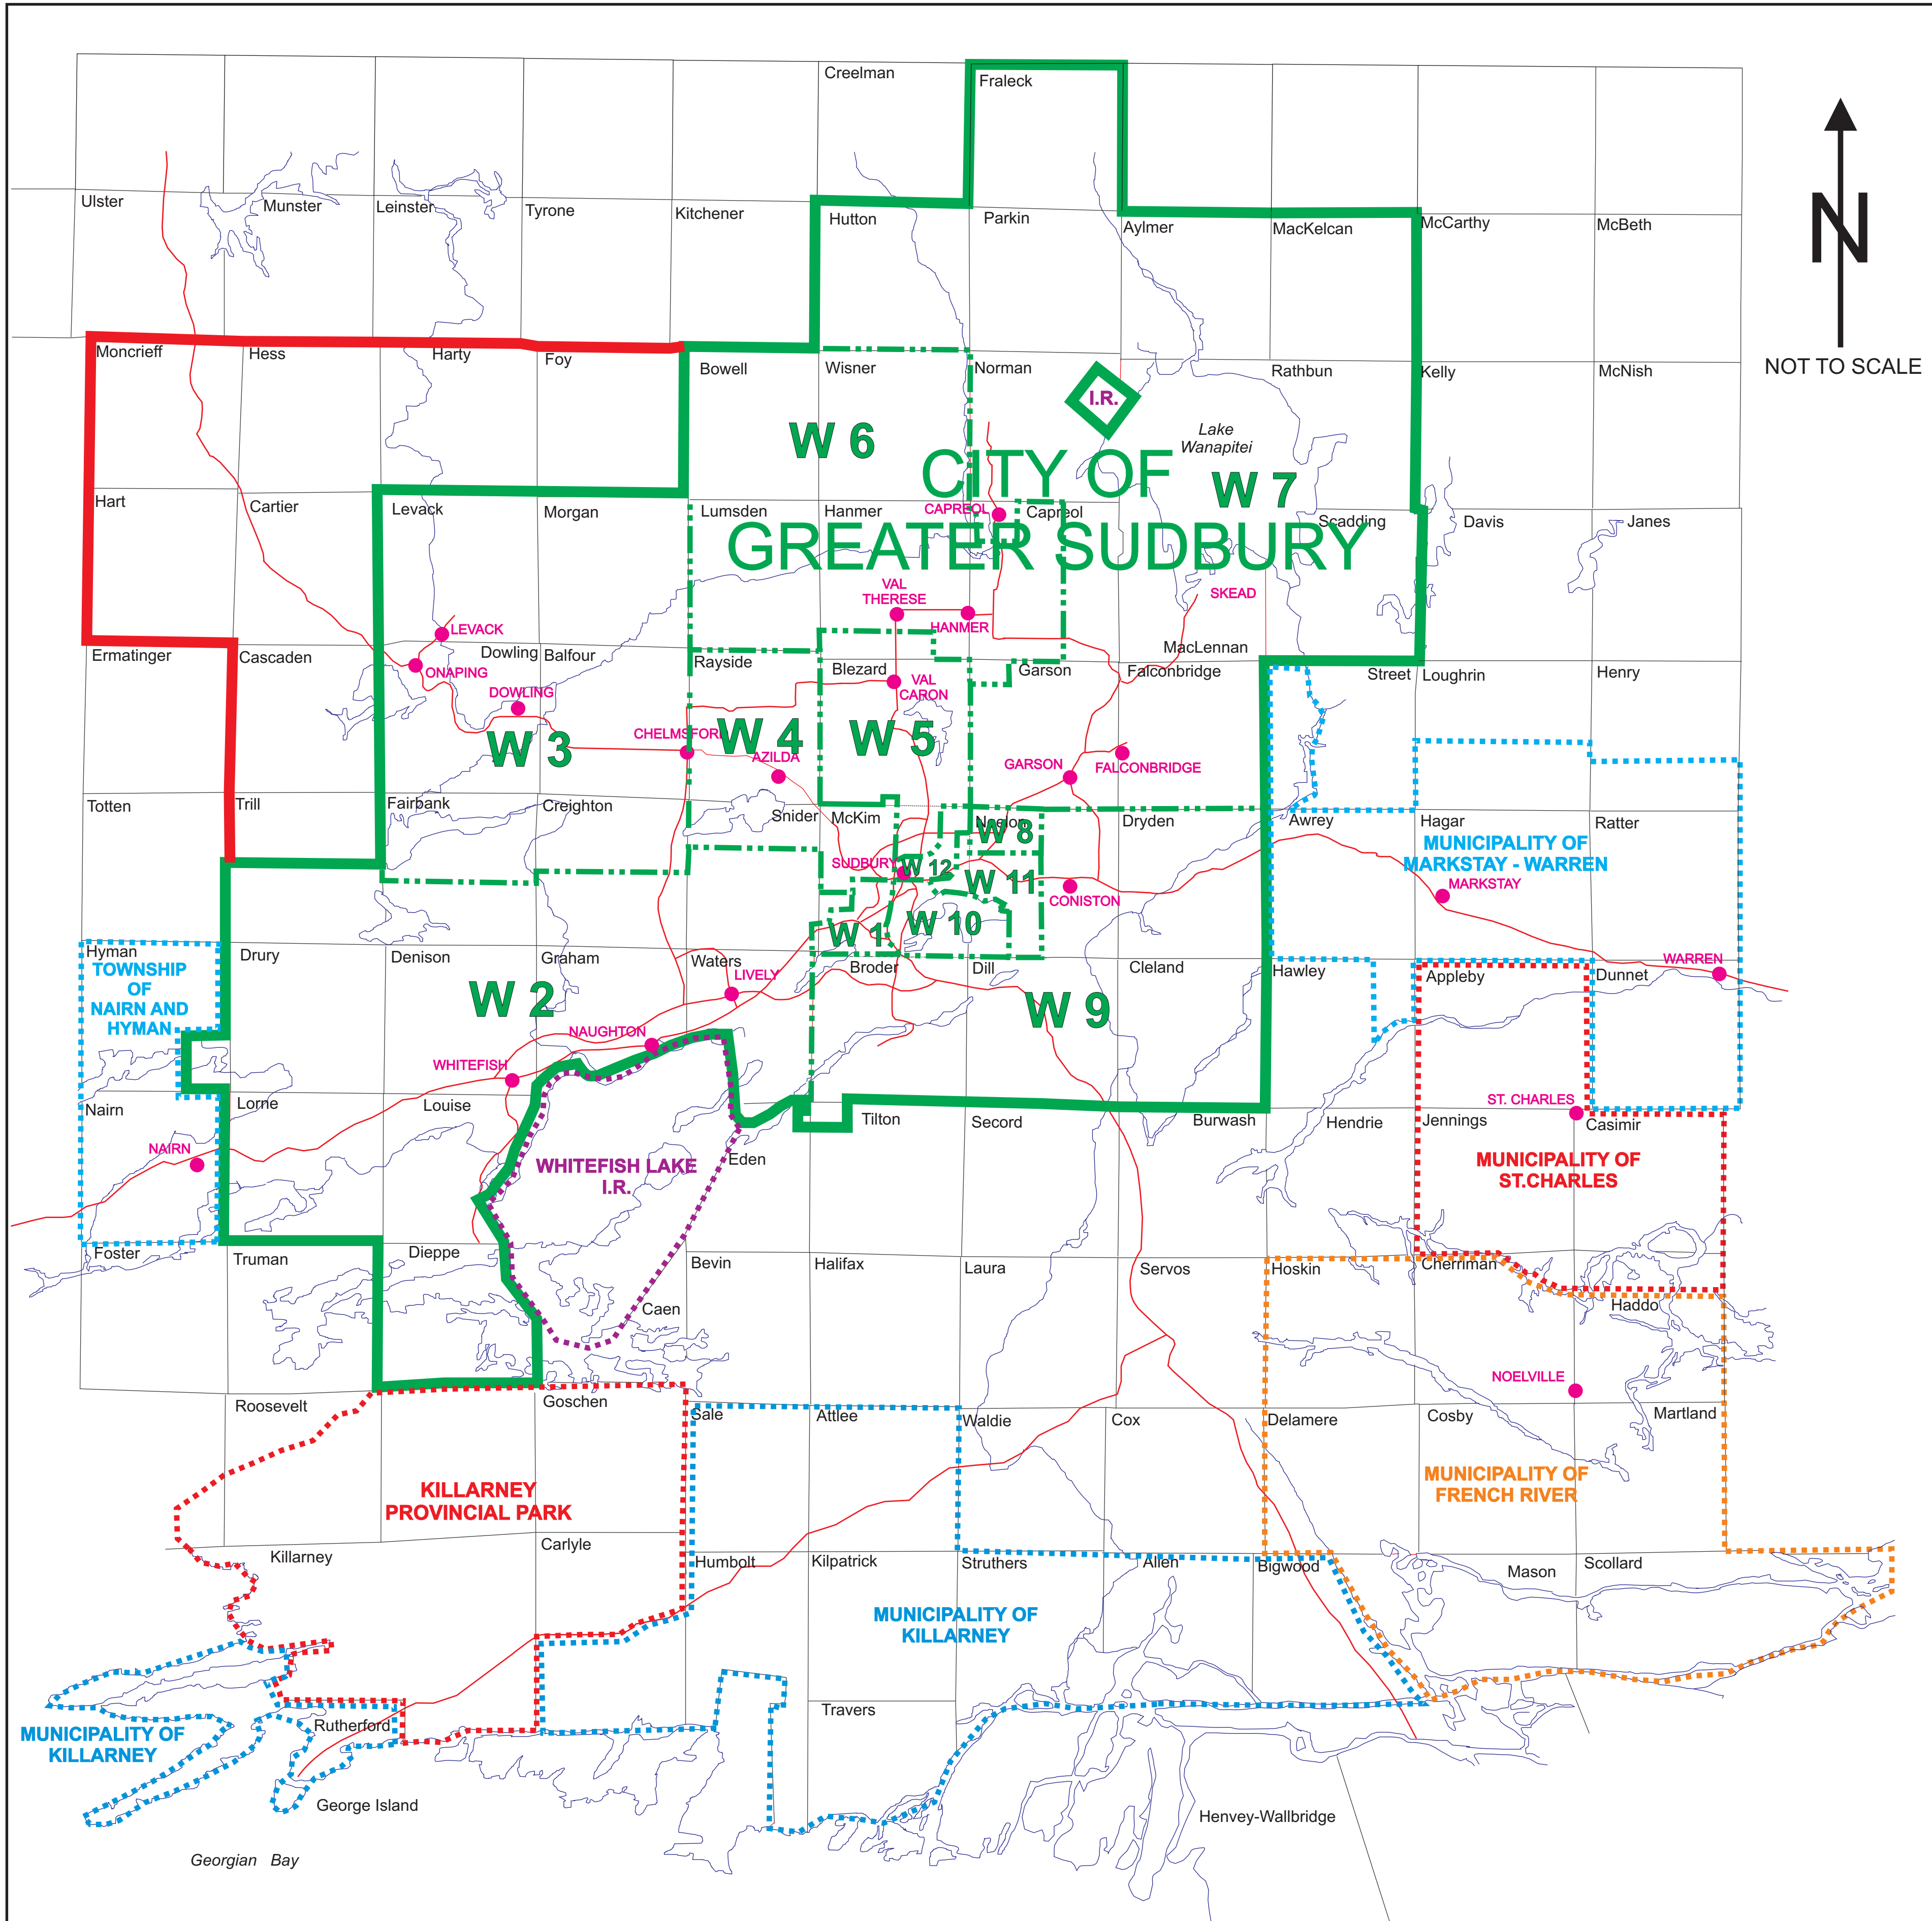 Creelman
Fraleck
Ulster
Munster
Leinster
Tyrone
Kitchener
Hutton
Parkin
Aylmer
MacKelcan
McCarthy
McBeth
N
NOT TO SCALE
Moncrieff
Hess
Harty
Foy
Bowell
Wisner
Norman
Rathbun
Kelly
McNish
I.R.
Lake
Wanapitei
W 6
CITY OF
GREATER SUDBURY
W 7
Hart
Cartier
Levack
Morgan
Lumsden
Hanmer
CAPREOL
Capreol
Scadding
Davis
Janes
VAL
THERESE
HANMER
SKEAD
LEVACK
ONAPING
DOWLING
Ermatinger
Cascaden
Dowling
Balfour
Rayside
Blezard
VAL
CARON
Garson
MacLennan
Falconbridge
Street
Loughrin
Henry
W 3
CHELMSFORD
W 4
AZILDA
W 5
GARSON
FALCONBRIDGE
Totten
Trill
Fairbank
Creighton
Snider
McKim
Neelon
W 8
Dryden
Awrey
Hagar
Ratter
MUNICIPALITY OF
MARKSTAY - WARREN
MARKSTAY
SUDBURY
W 12
W 11
CONISTON
W 1
W 10
Hyman
TOWNSHIP
OF
NAIRN AND
HYMAN
Drury
Denison
Graham
Waters
LIVELY
Broder
Dill
Cleland
Hawley
Appleby
Dunnet
WARREN
W 2
W 9
NAUGHTON
WHITEFISH
Nairn
NAIRN
Lorne
Louise
Eden
Tilton
Secord
Burwash
Hendrie
Jennings
ST. CHARLES
Casimir
WHITEFISH LAKE
I.R.
MUNICIPALITY OF
ST.CHARLES
Foster
Truman
Dieppe
Bevin
Halifax
Laura
Servos
Hoskin
Cherriman
Haddo
Caen
NOELVILLE
Roosevelt
Goschen
Sale
Attlee
Waldie
Cox
Delamere
Cosby
Martland
KILLARNEY
PROVINCIAL PARK
MUNICIPALITY OF
FRENCH RIVER
Killarney
Carlyle
Humbolt
Kilpatrick
Struthers
Allen
Bigwood
Mason
Scollard
MUNICIPALITY OF
KILLARNEY
Travers
Rutherford
MUNICIPALITY OF
KILLARNEY
George Island
Henvey-Wallbridge
Georgian Bay